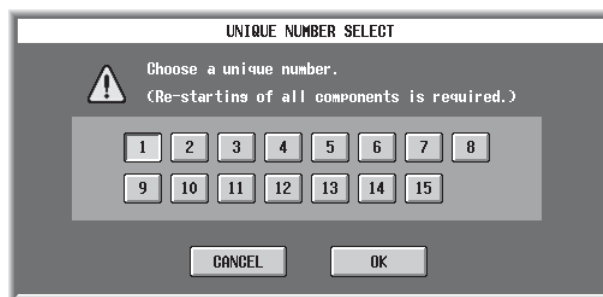 UNIQUE NUMBER SELECT
Choose a unique number.
(Re-starting of all components is required.)
1 2 3 4 5 6 7 8
9 10 11 12 13 14 15
CANCEL OK